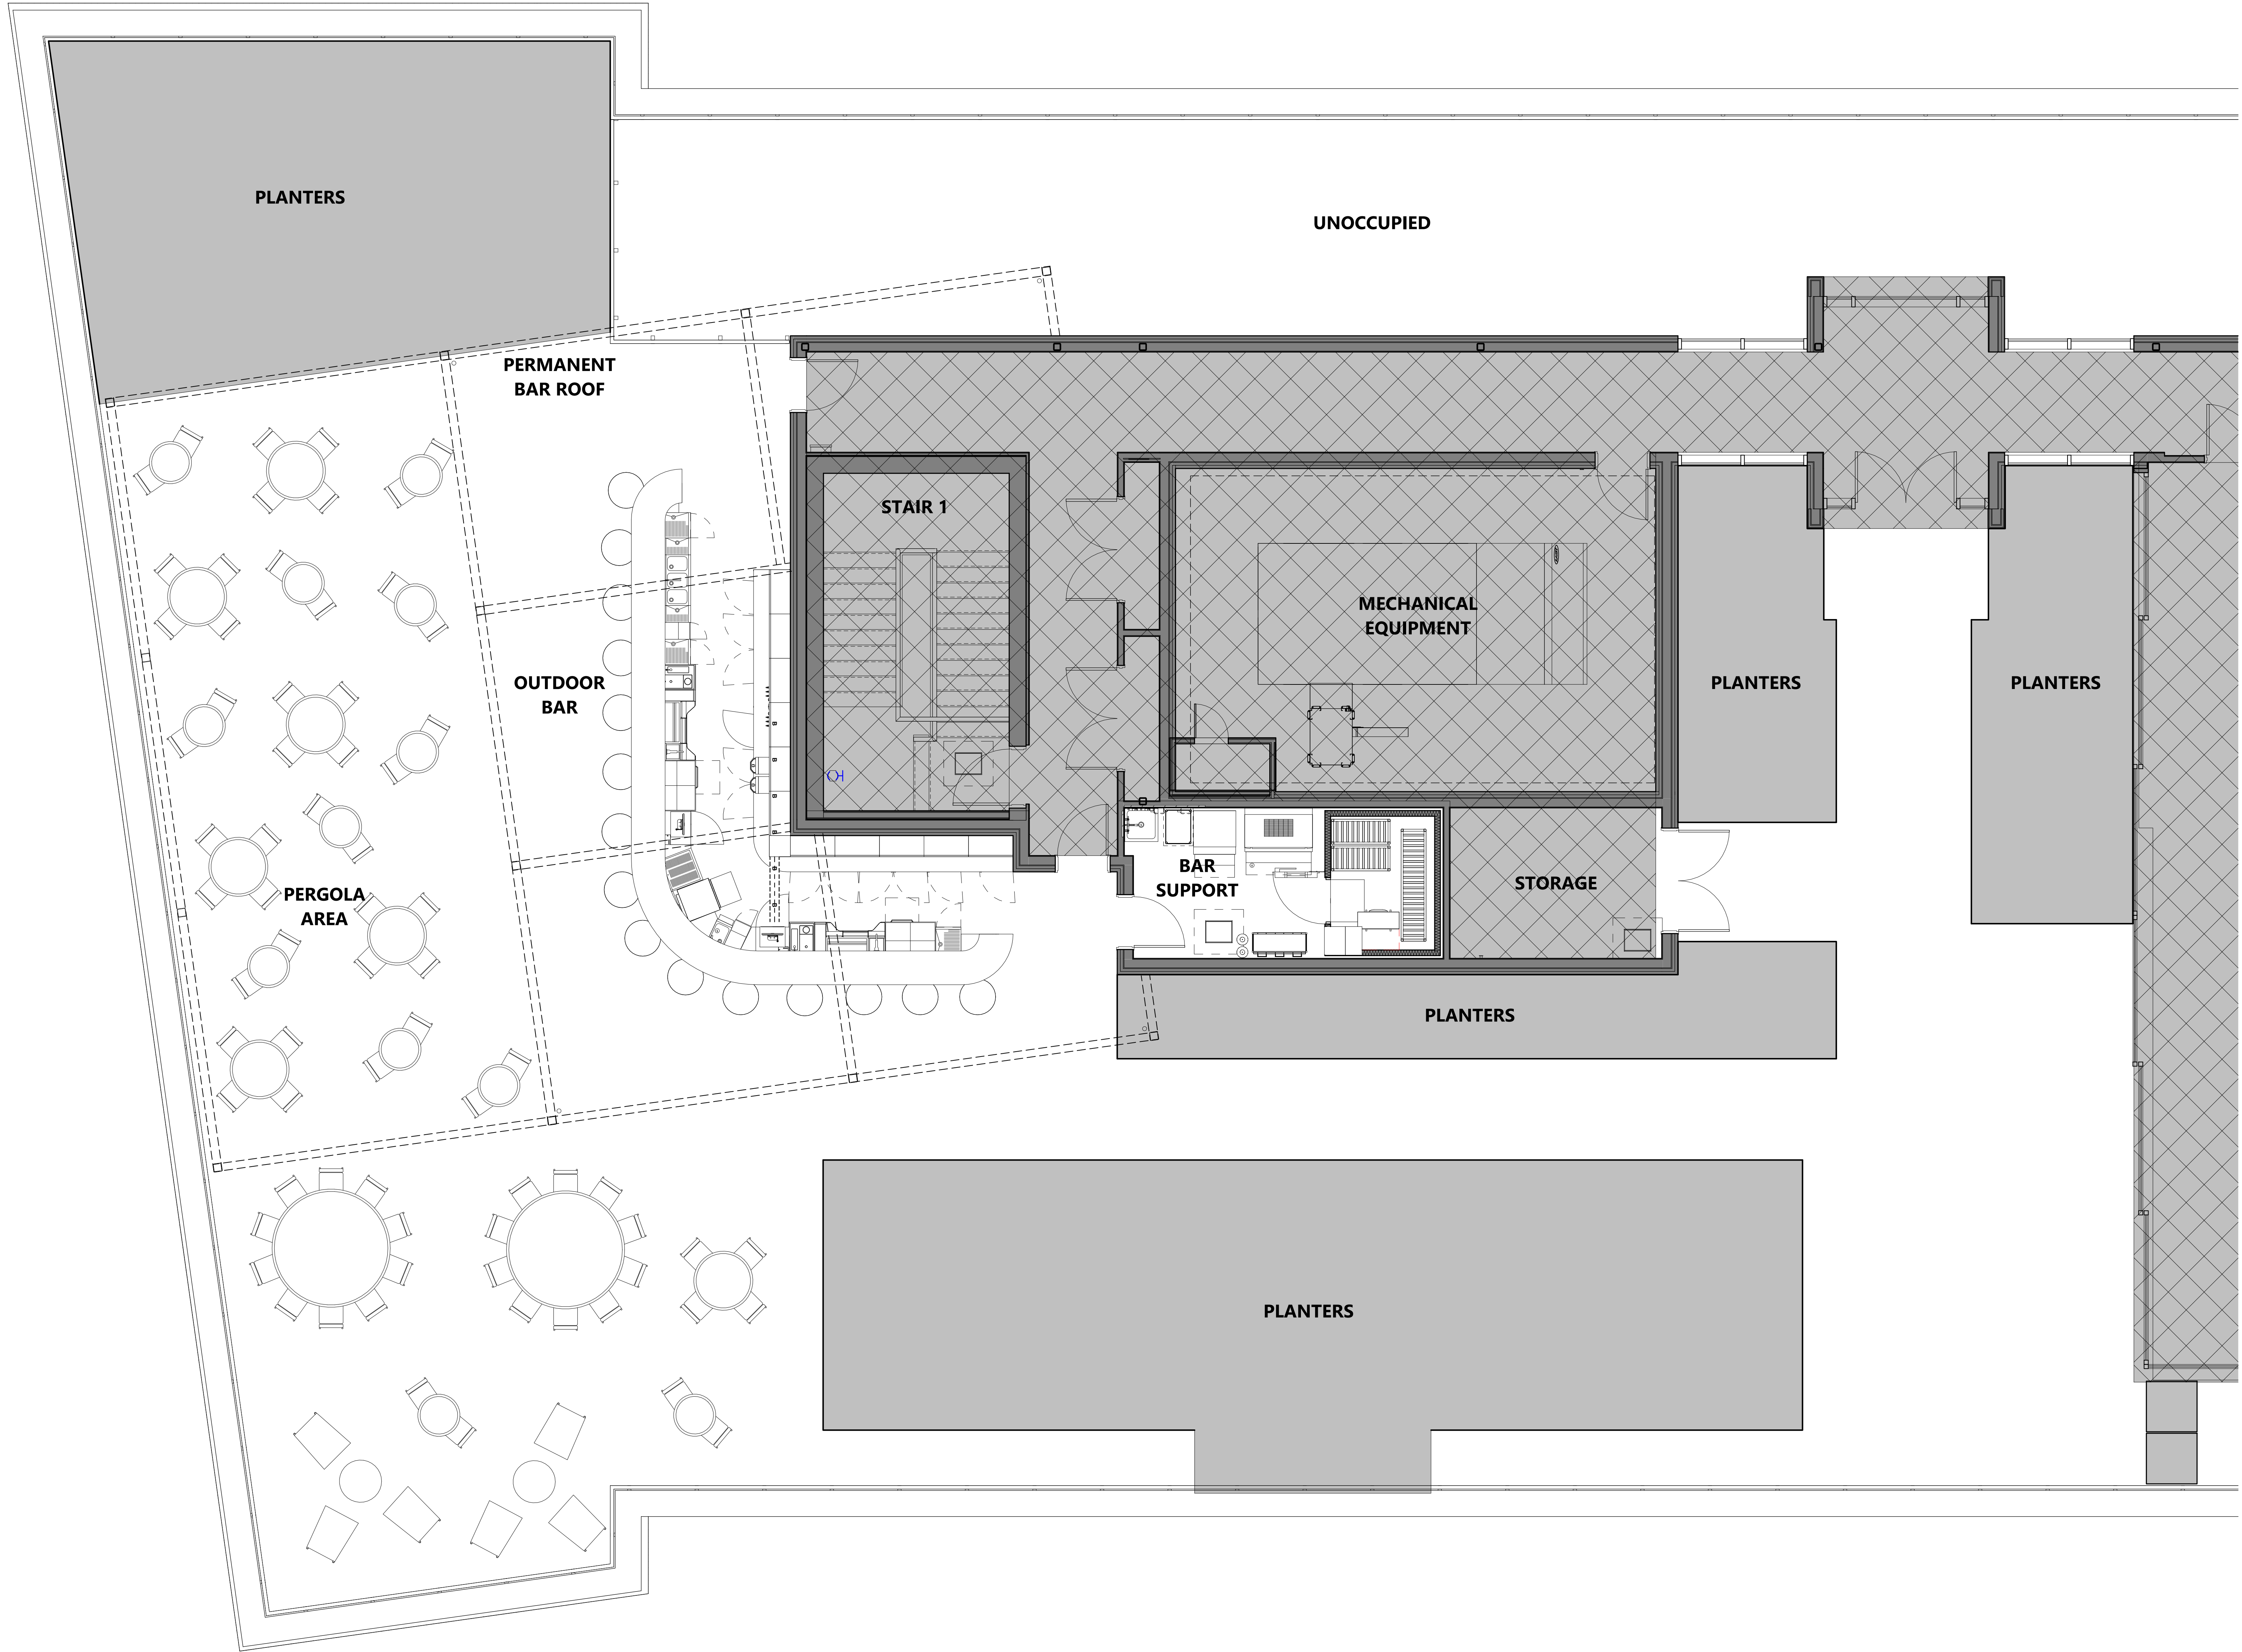 PLANTERS
UNOCCUPIED
PERMANENT
BAR ROOF
STAIR 1
MECHANICAL
EQUIPMENT
OUTDOOR
BAR
PLANTERS
PLANTERS
BAR
SUPPORT
STORAGE
PERGOLA
AREA
PLANTERS
PLANTERS